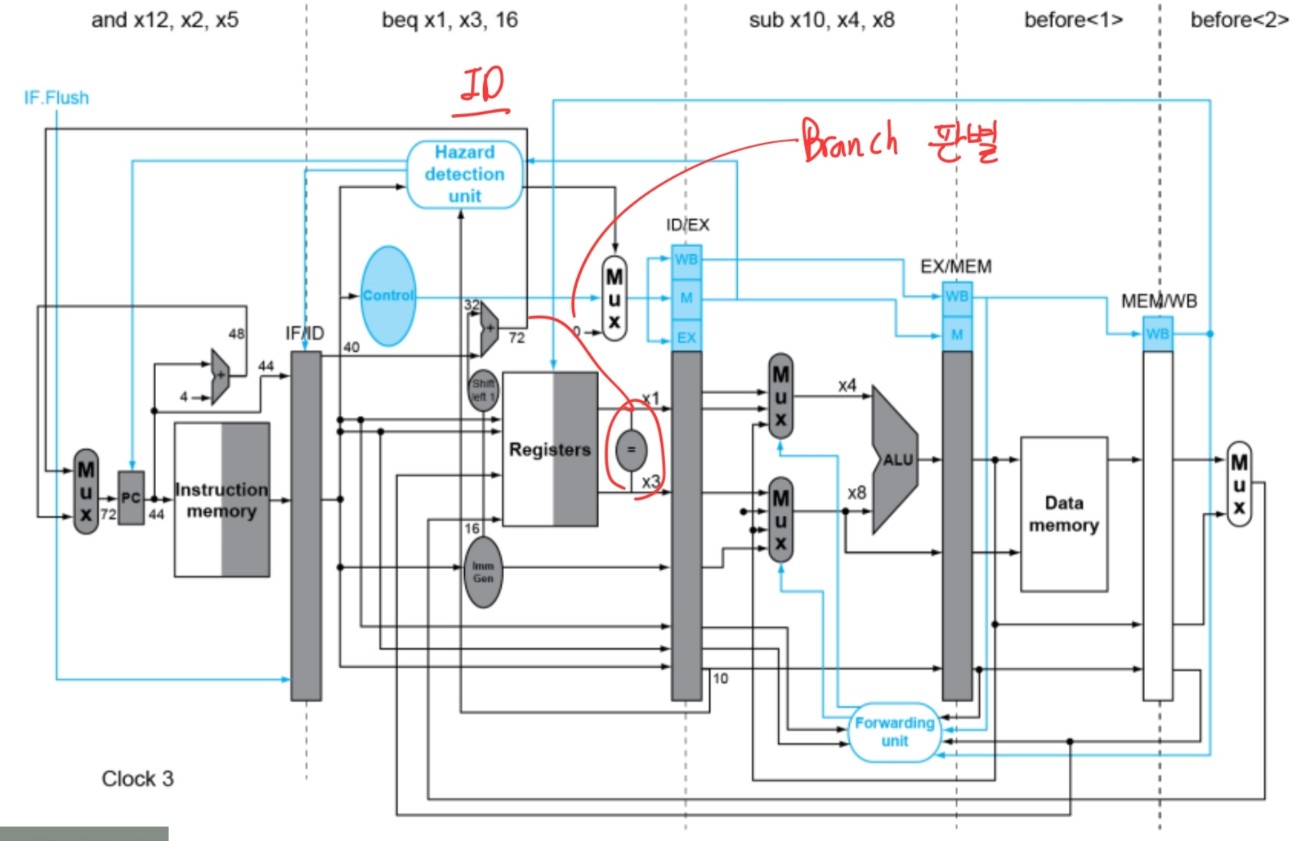 and x12, x2, x5
beq x1, x3, 16
sub x10, x4, x8
before<1>
before<2>
ID
IF.Flush
Branch 판별
Hazard
detection
unit
ID/EX
WB
M
EX
EX/MEM
WB
M
MEM/WB
WB
Control
Mux
0
32
+
72
IF/ID
40
48
+
4
44
Shift
left 1
Mux
72
PC
44
Instruction
memory
Registers
x1
=
x3
16
Imm
Gen
Mux
Mux
x4
x8
ALU
Data
memory
Mux
10
Forwarding
unit
Clock 3